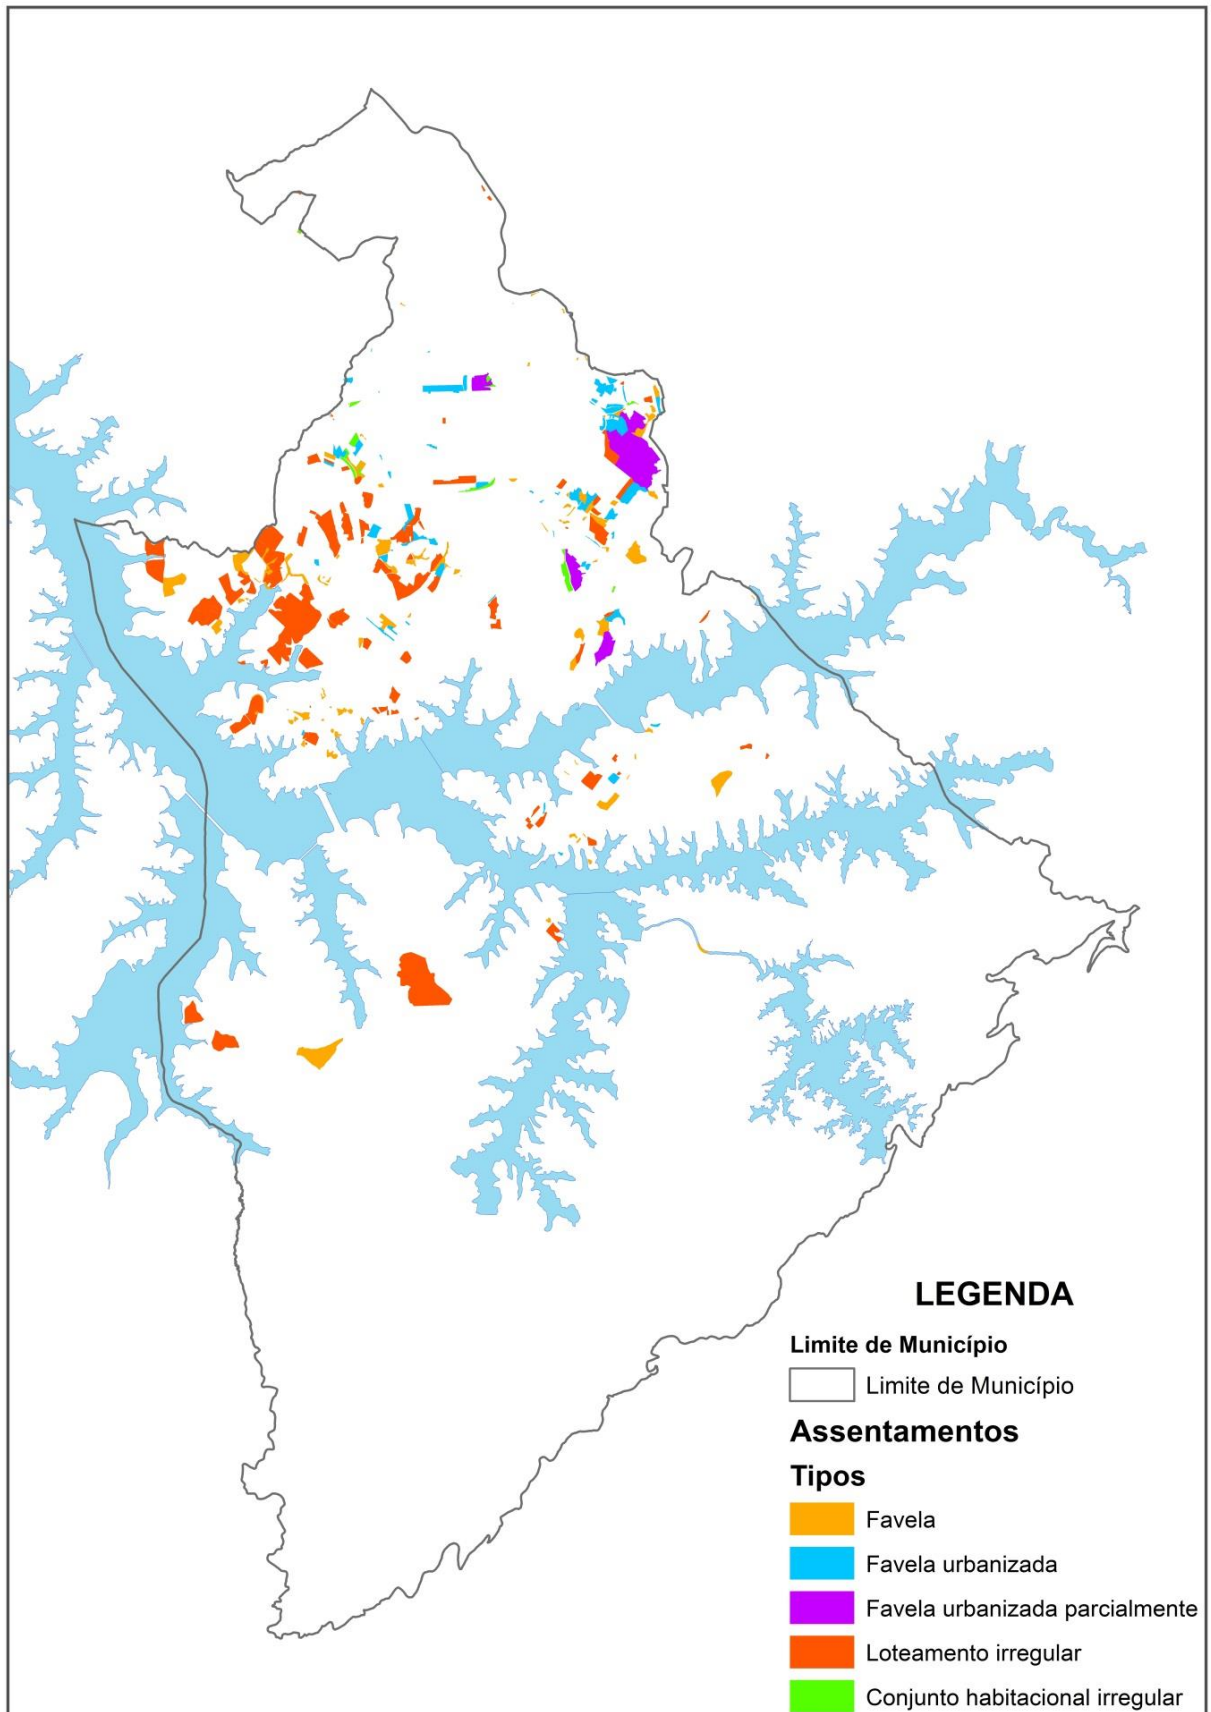 LEGENDA
Limite de Município
Limite de Município
Assentamentos
Tipos
Favela
Favela urbanizada
Favela urbanizada parcialmente
Loteamento irregular
Conjunto habitacional irregular